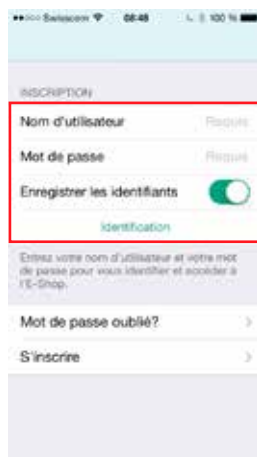 Swisscom 08:48 100 %
INSCRIPTION
Nom d'utilisateur Requis
Mot de passe Requis
Enregistrer les identifiants
Identification
Entrez votre nom d'utilisateur et votre mot
de passe pour vous identifier et accéder à
l'E-Shop.
Mot de passe oublié?
S'inscrire